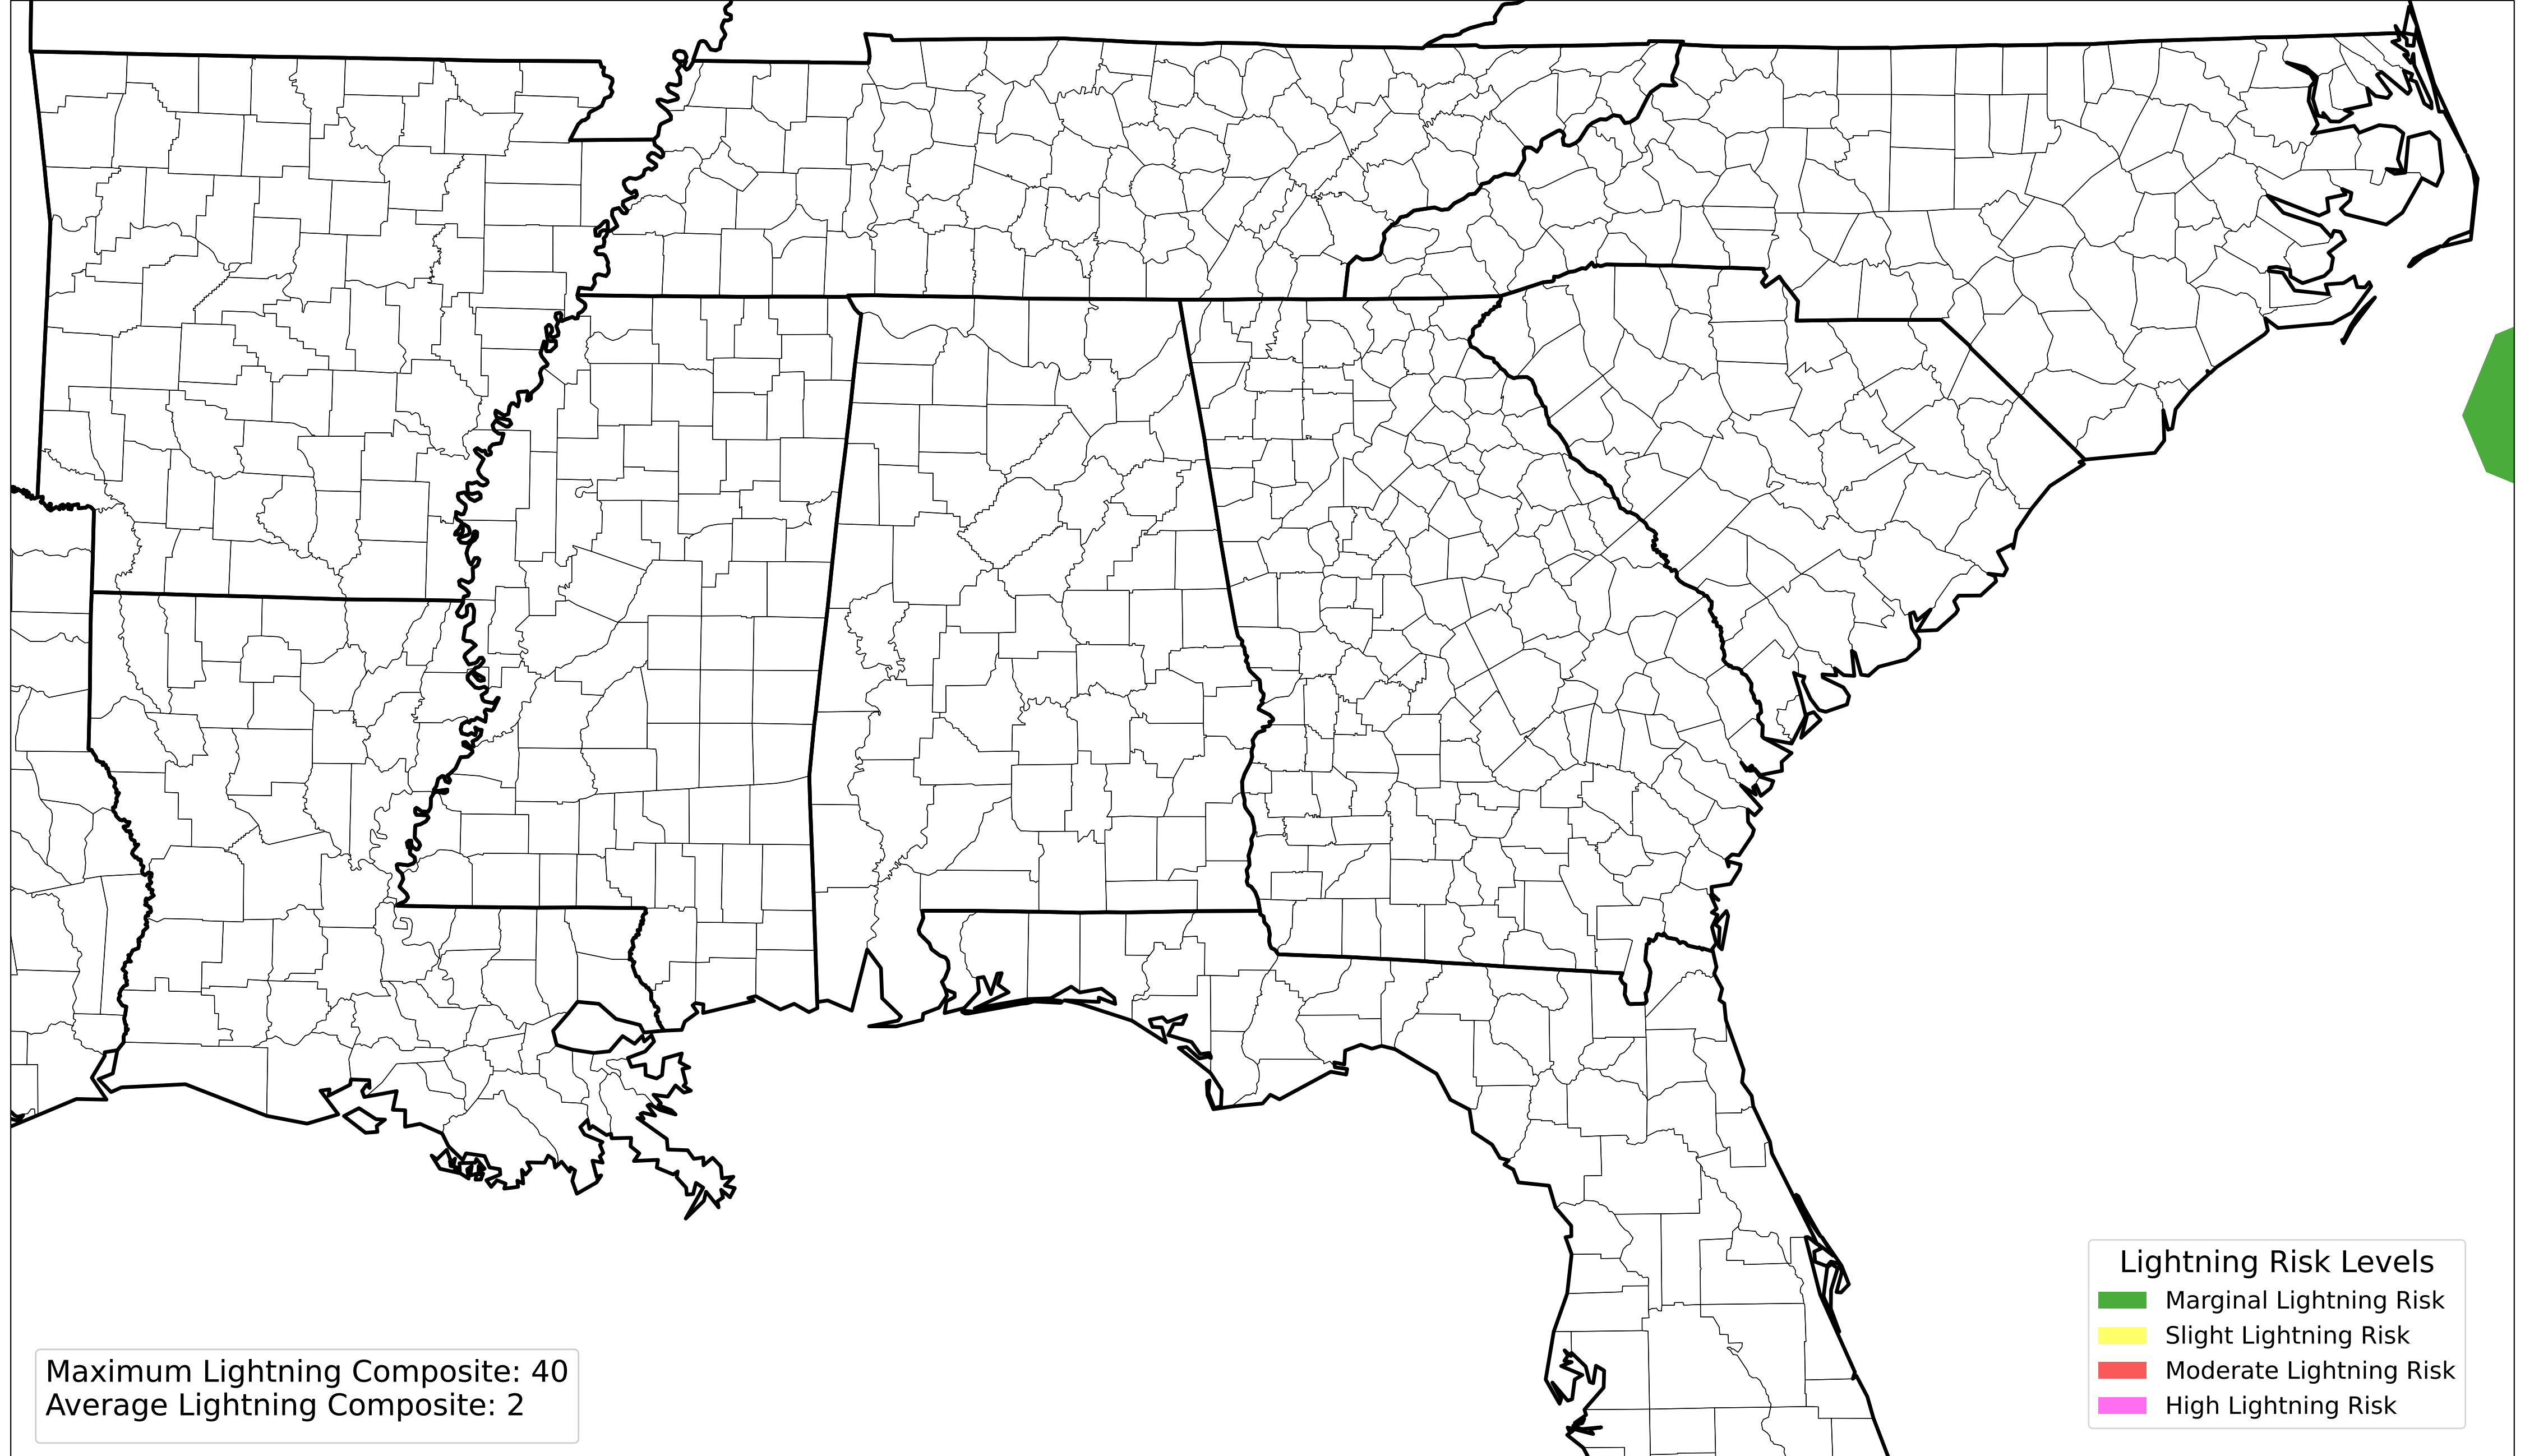 Lightning Risk Levels
Marginal Lightning Risk
Slight Lightning Risk
Moderate Lightning Risk
High Lightning Risk
Maximum Lightning Composite: 40
Average Lightning Composite: 2